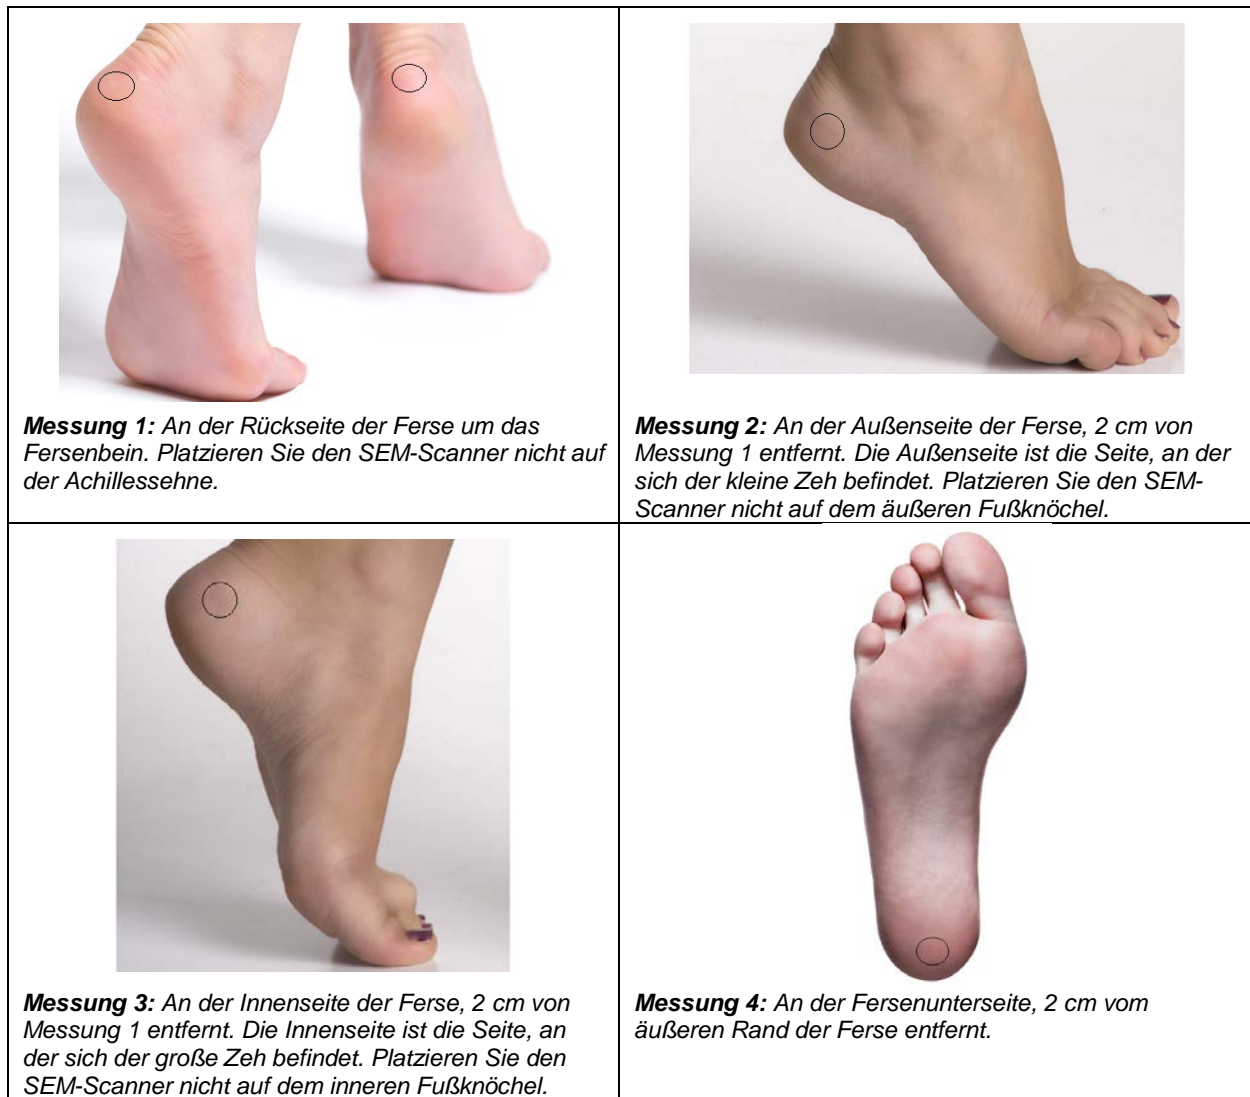 Messung 1: An der Rückseite der Ferse um das
Fersenbein. Platzieren Sie den SEM-Scanner nicht auf
der Achillessehne.
Messung 2: An der Außenseite der Ferse, 2 cm von
Messung 1 entfernt. Die Außenseite ist die Seite, an der
sich der kleine Zeh befindet. Platzieren Sie den SEM-
Scanner nicht auf dem äußeren Fußknöchel.
Messung 3: An der Innenseite der Ferse, 2 cm von
Messung 1 entfernt. Die Innenseite ist die Seite, an
der sich der große Zeh befindet. Platzieren Sie den
SEM-Scanner nicht auf dem inneren Fußknöchel.
Messung 4: An der Fersenunterseite, 2 cm vom
äußeren Rand der Ferse entfernt.